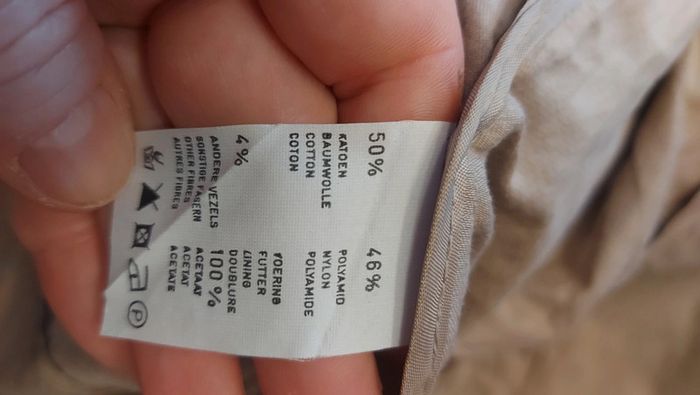 50% 46%
KATOEN POLYAMID
BAUMWOLLE NYLON
COTTON POLYAMIDE
COTON
VOERING
FUTTER
LINING
4% DOUBLURE
ANDERE VEZELS 100%
SONSTIGE FASERN ACETAAT
OTHER FIBRES ACETAT
AUTRES FIBRES ACETATE
P